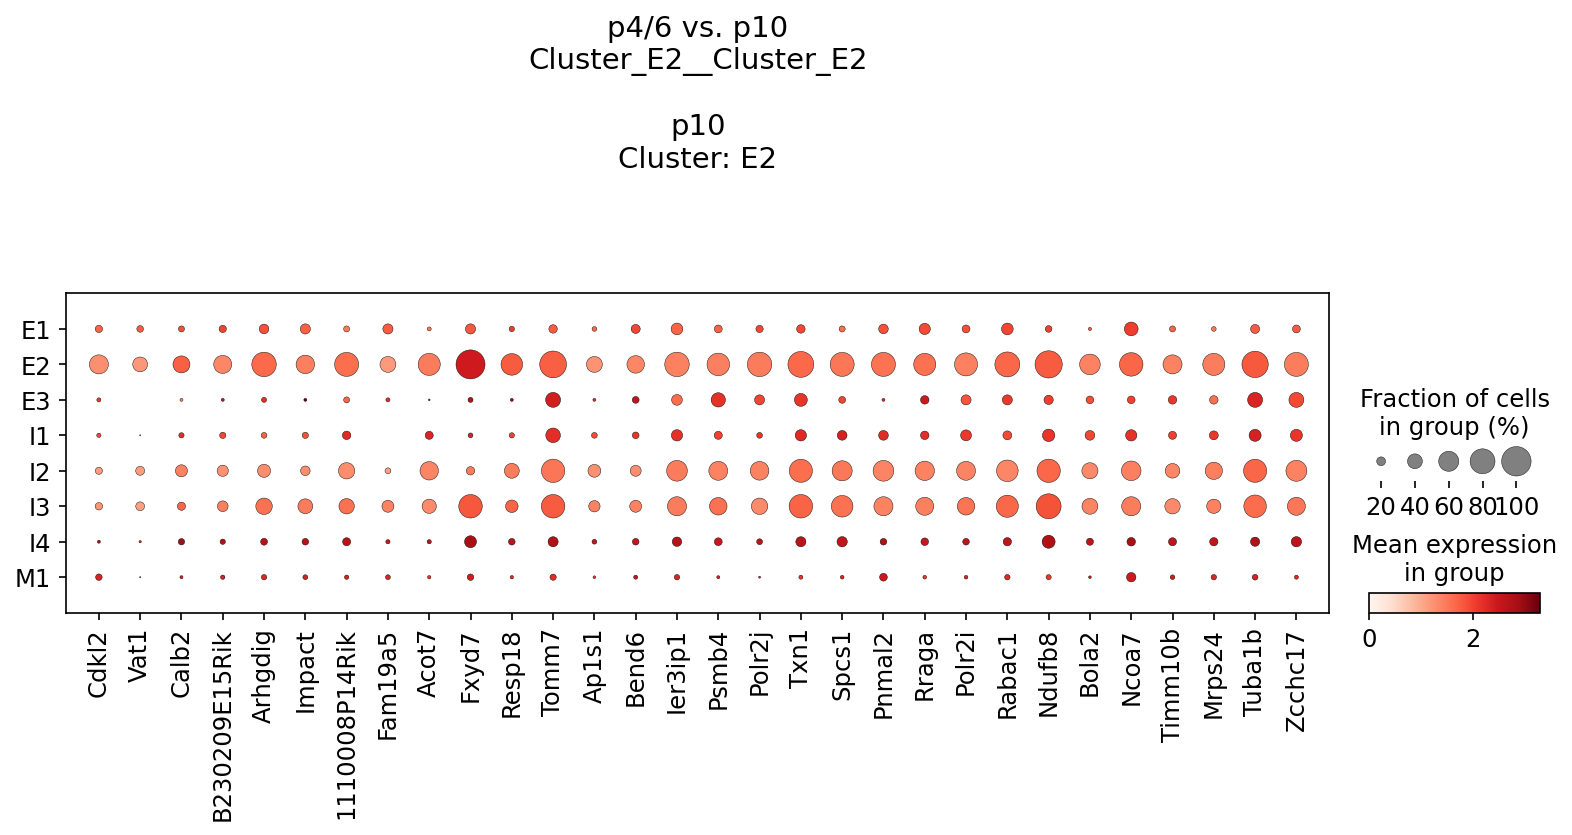 p4/6 vs. p10
Cluster_E2__Cluster_E2
p10
Cluster: E2
E1
E2
E3
I1
I2
I3
I4
M1
Cdkl2
Vat1
Calb2
B230209E15Rik
Arhgdig
Impact
1110008P14Rik
Fam19a5
Acot7
Fxyd7
Resp18
Tomm7
Ap1s1
Bend6
Ier3ip1
Psmb4
Polr2j
Txn1
Spcs1
Pnmal2
Rraga
Polr2i
Rabac1
Ndufb8
Bola2
Ncoa7
Timm10b
Mrps24
Tuba1b
Zcchc17
Fraction of cells
in group (%)
20 40 60 80 100
Mean expression
in group
0 2